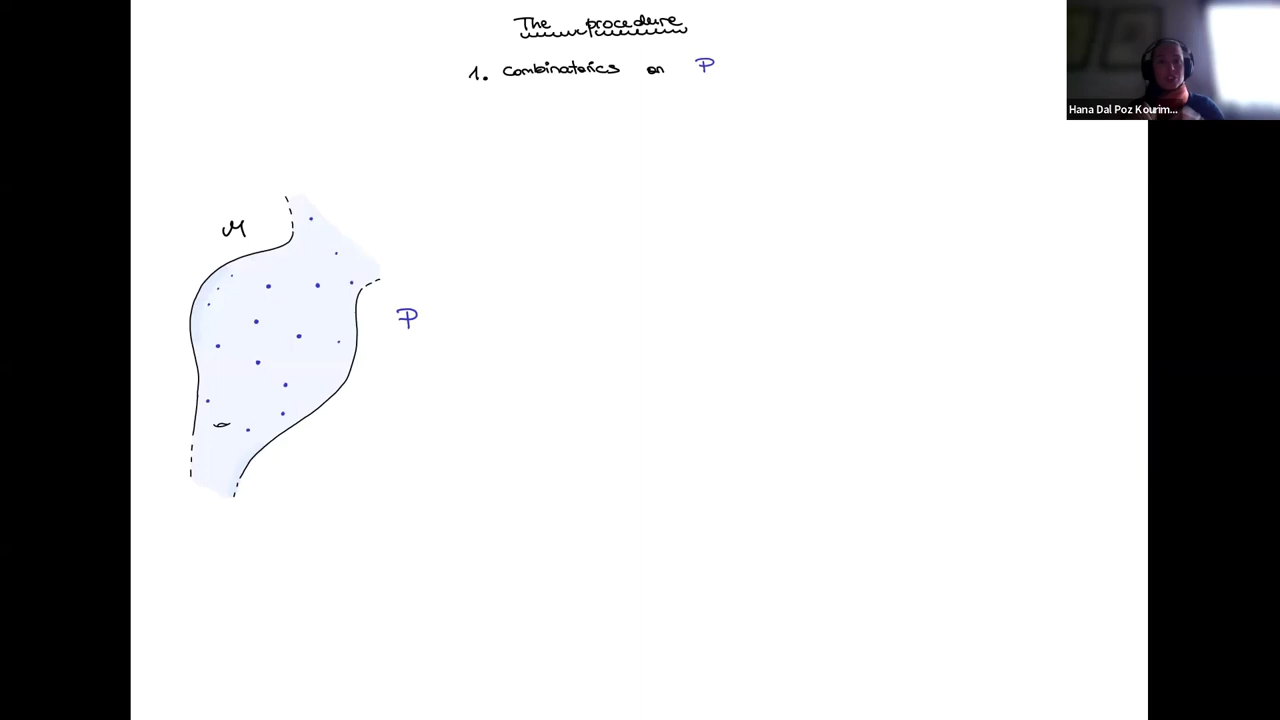 The procedure
1. Combinatorics on P
M
P
Hana Dal Poz Kourim...